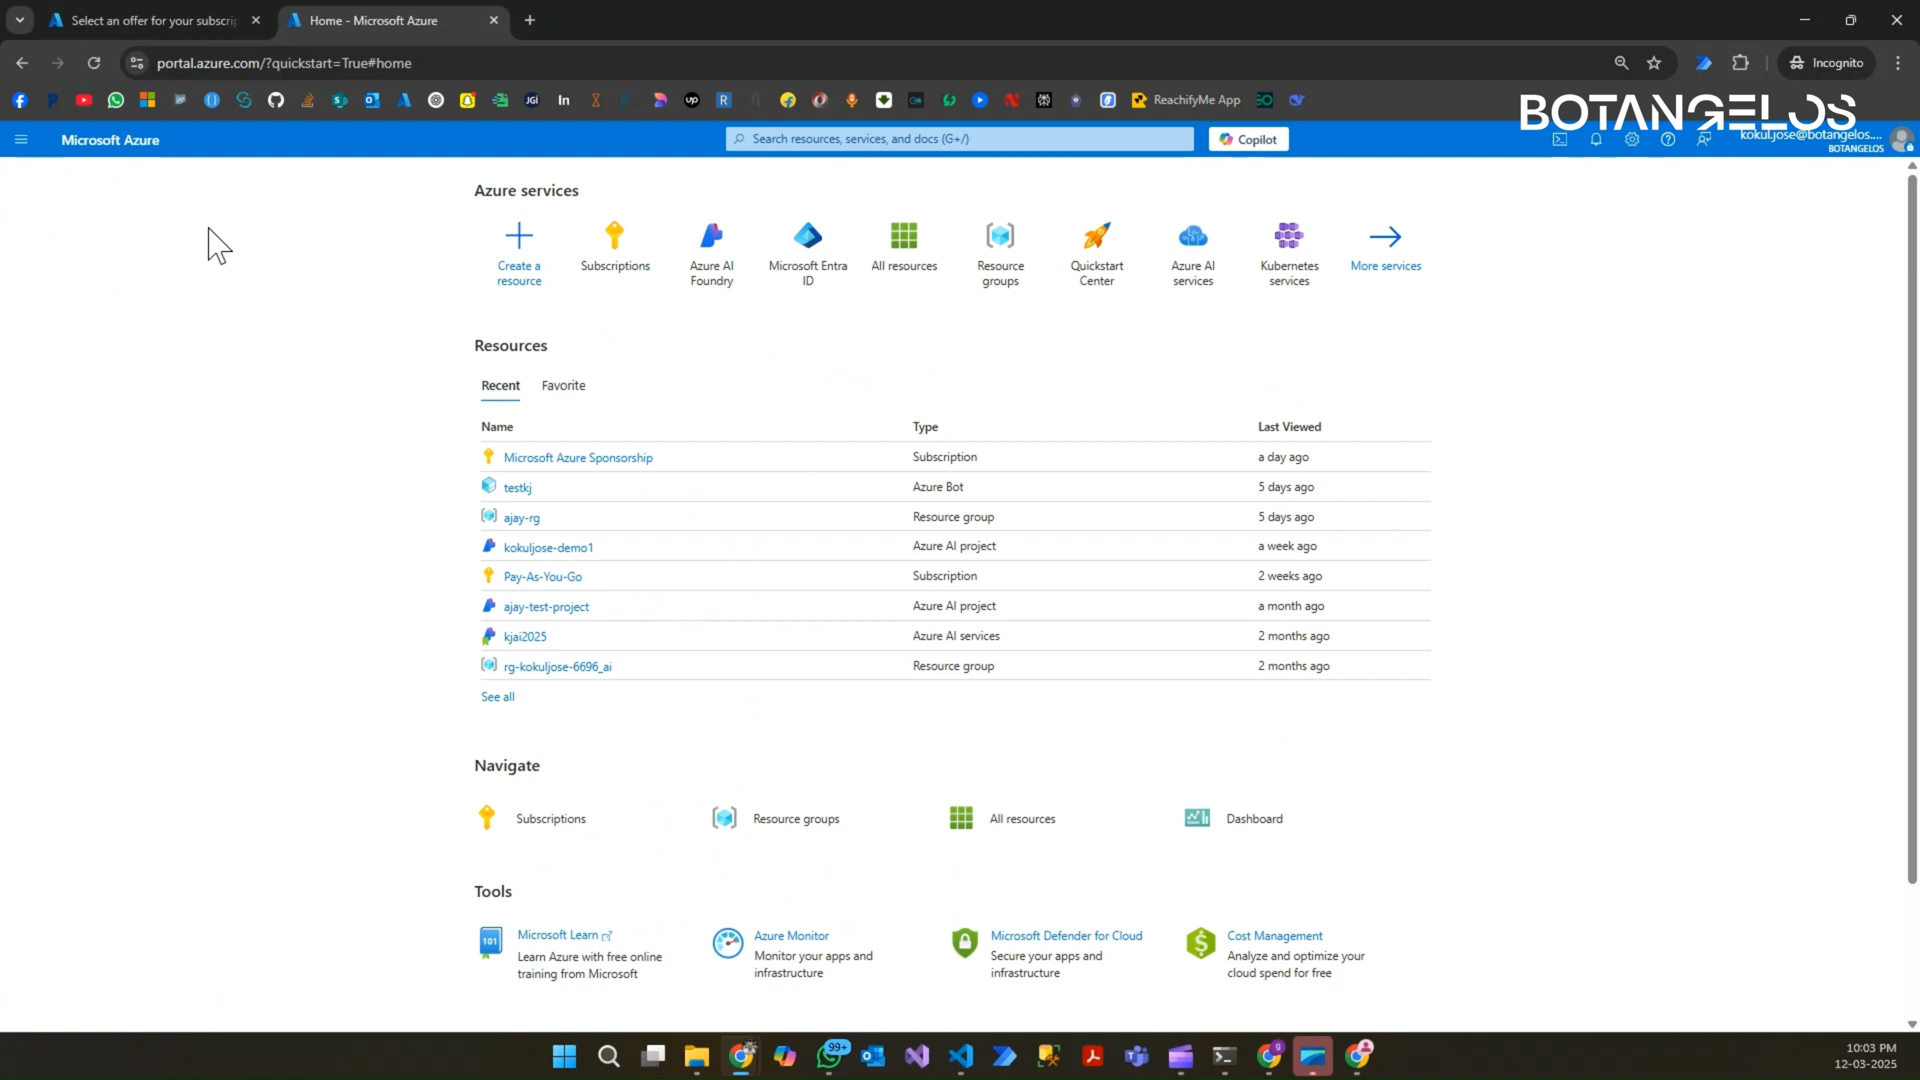 Select an offer for your subscrip
Home - Microsoft Azure
portal.azure.com/?quickstart=True#home
Incognito
ReachifyMe App
BOTANGELOS
Microsoft Azure
Search resources, services, and docs (G+/)
Copilot
kokul.jose@botangelos....
BOTANGELOS
Azure services
Create a resource
Subscriptions
Azure AI Foundry
Microsoft Entra ID
All resources
Resource groups
Quickstart Center
Azure AI services
Kubernetes services
More services
Resources
Recent
Favorite
Name Type Last Viewed
Microsoft Azure Sponsorship Subscription a day ago
testkj Azure Bot 5 days ago
ajay-rg Resource group 5 days ago
kokuljose-demo1 Azure AI project a week ago
Pay-As-You-Go Subscription 2 weeks ago
ajay-test-project Azure AI project a month ago
kjai2025 Azure AI services 2 months ago
rg-kokuljose-6696_ai Resource group 2 months ago
See all
Navigate
Subscriptions
Resource groups
All resources
Dashboard
Tools
101
Microsoft Learn
Learn Azure with free online
training from Microsoft
Azure Monitor
Monitor your apps and
infrastructure
Microsoft Defender for Cloud
Secure your apps and
infrastructure
Cost Management
Analyze and optimize your
cloud spend for free
99+
10:03 PM
12-03-2025